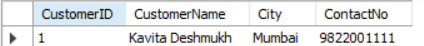 CustomerID CustomerName City ContactNo
1 Kavita Deshmukh Mumbai 9822001111